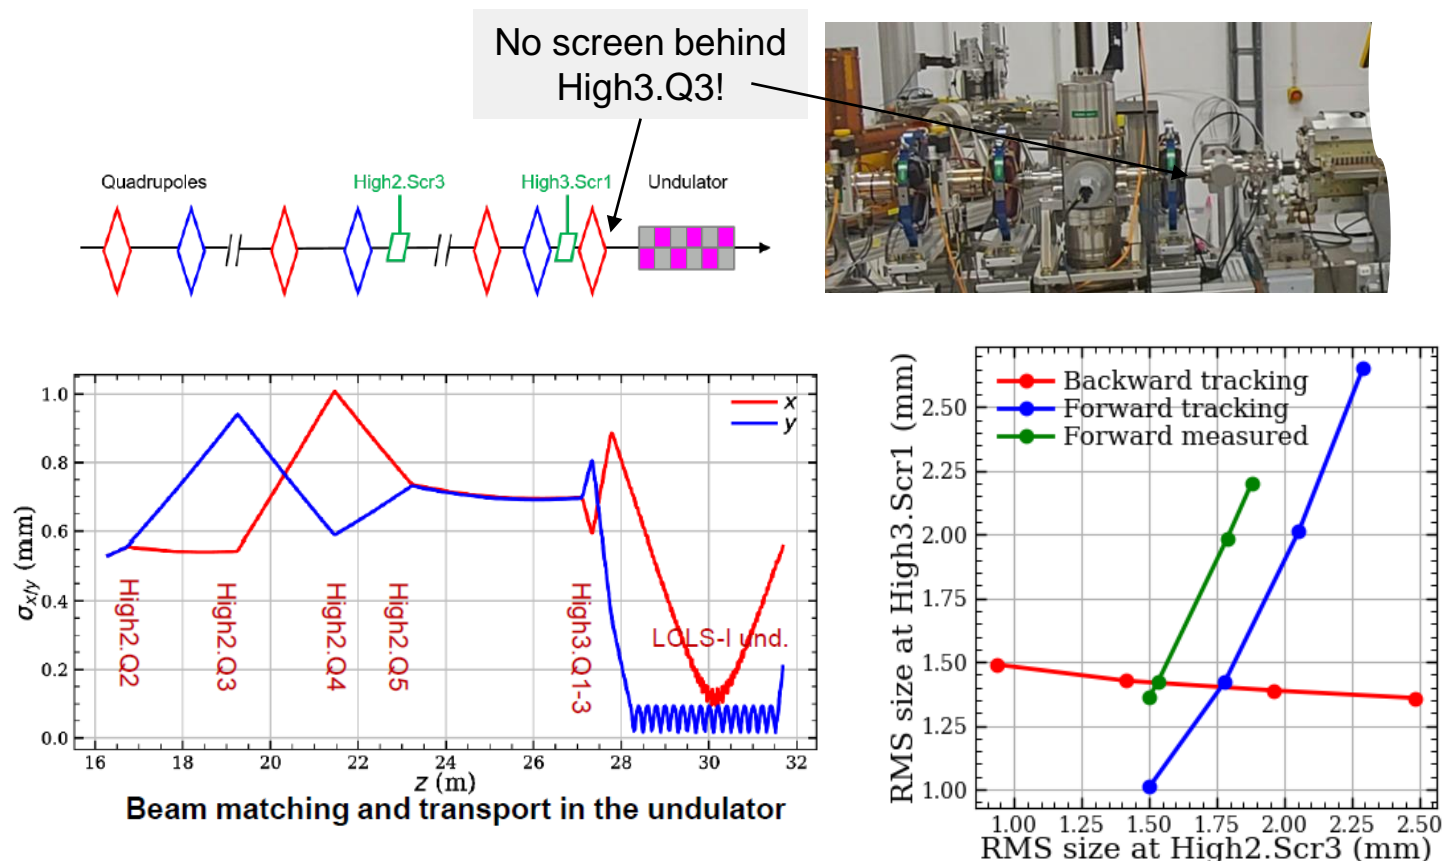 No screen behind
High3.Q3!
Quadrupoles
High2.Scr3
High3.Scr1
Undulator
1.0
0.8
0.6
0.4
0.2
0.0
σx/y (mm)
x
y
High2.Q2
High2.Q3
High2.Q4
High2.Q5
High3.Q1-3
LCLS-I und.
16 18 20 22 24 26 28 30 32
z (m)
Beam matching and transport in the undulator
RMS size at High3.Scr1 (mm)
2.50
2.25
2.00
1.75
1.50
1.25
1.00
Backward tracking
Forward tracking
Forward measured
1.00 1.25 1.50 1.75 2.00 2.25 2.50
RMS size at High2.Scr3 (mm)